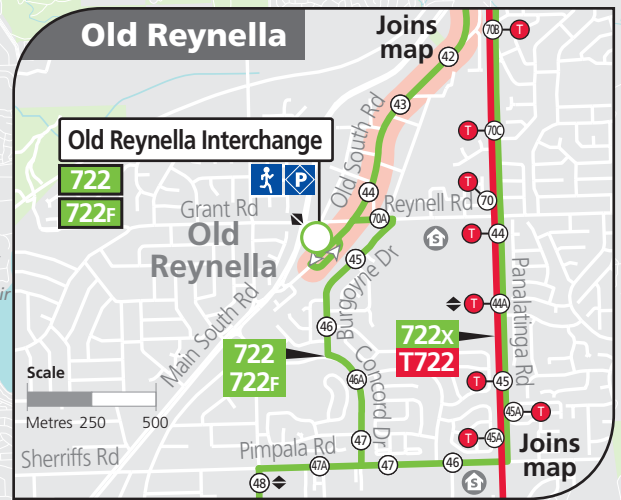 Old Reynella
Joins
map
70B
T
42
43
Old South Rd
T
70C
Old Reynella Interchange
722
722F
P
T
70
44
Reynell Rd
70A
Grant Rd
Old
Reynella
S
T
44
45
Burgoyne Dr
Panalatinga Rd
Main South Rd
T
44A
46
722X
T722
722
722F
Concord Dr
Scale
Metres 250 500
46A
T
45
45A
T
T
45A
47
Pimpala Rd
Joins
map
Sherriffs Rd
47A
47
46
48
S